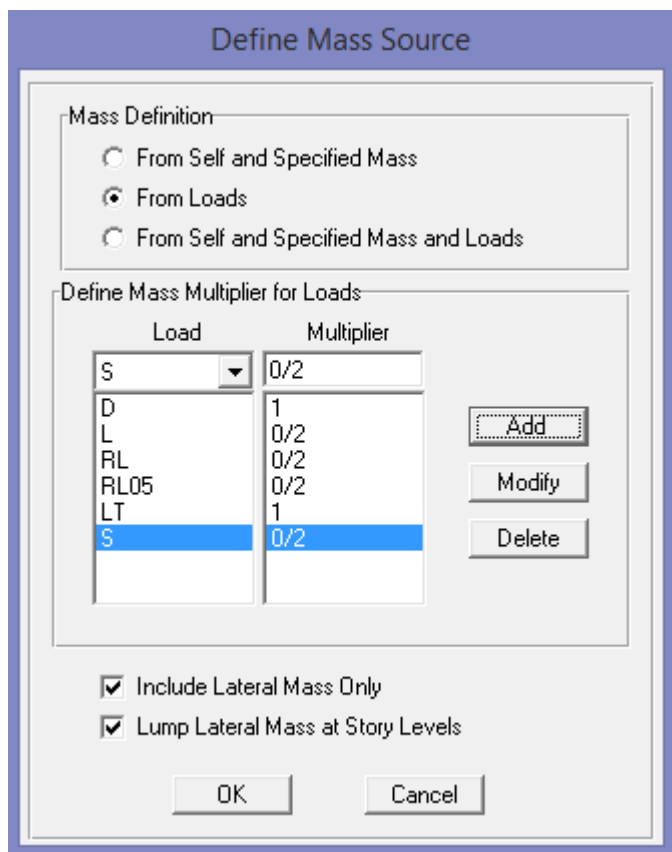 Define Mass Source
Mass Definition
From Self and Specified Mass
From Loads
From Self and Specified Mass and Loads
Define Mass Multiplier for Loads
Load Multiplier
S 0/2
D 1
L 0/2
RL 0/2
RL05 0/2
LT 1
S 0/2
Add
Modify
Delete
Include Lateral Mass Only
Lump Lateral Mass at Story Levels
OK Cancel